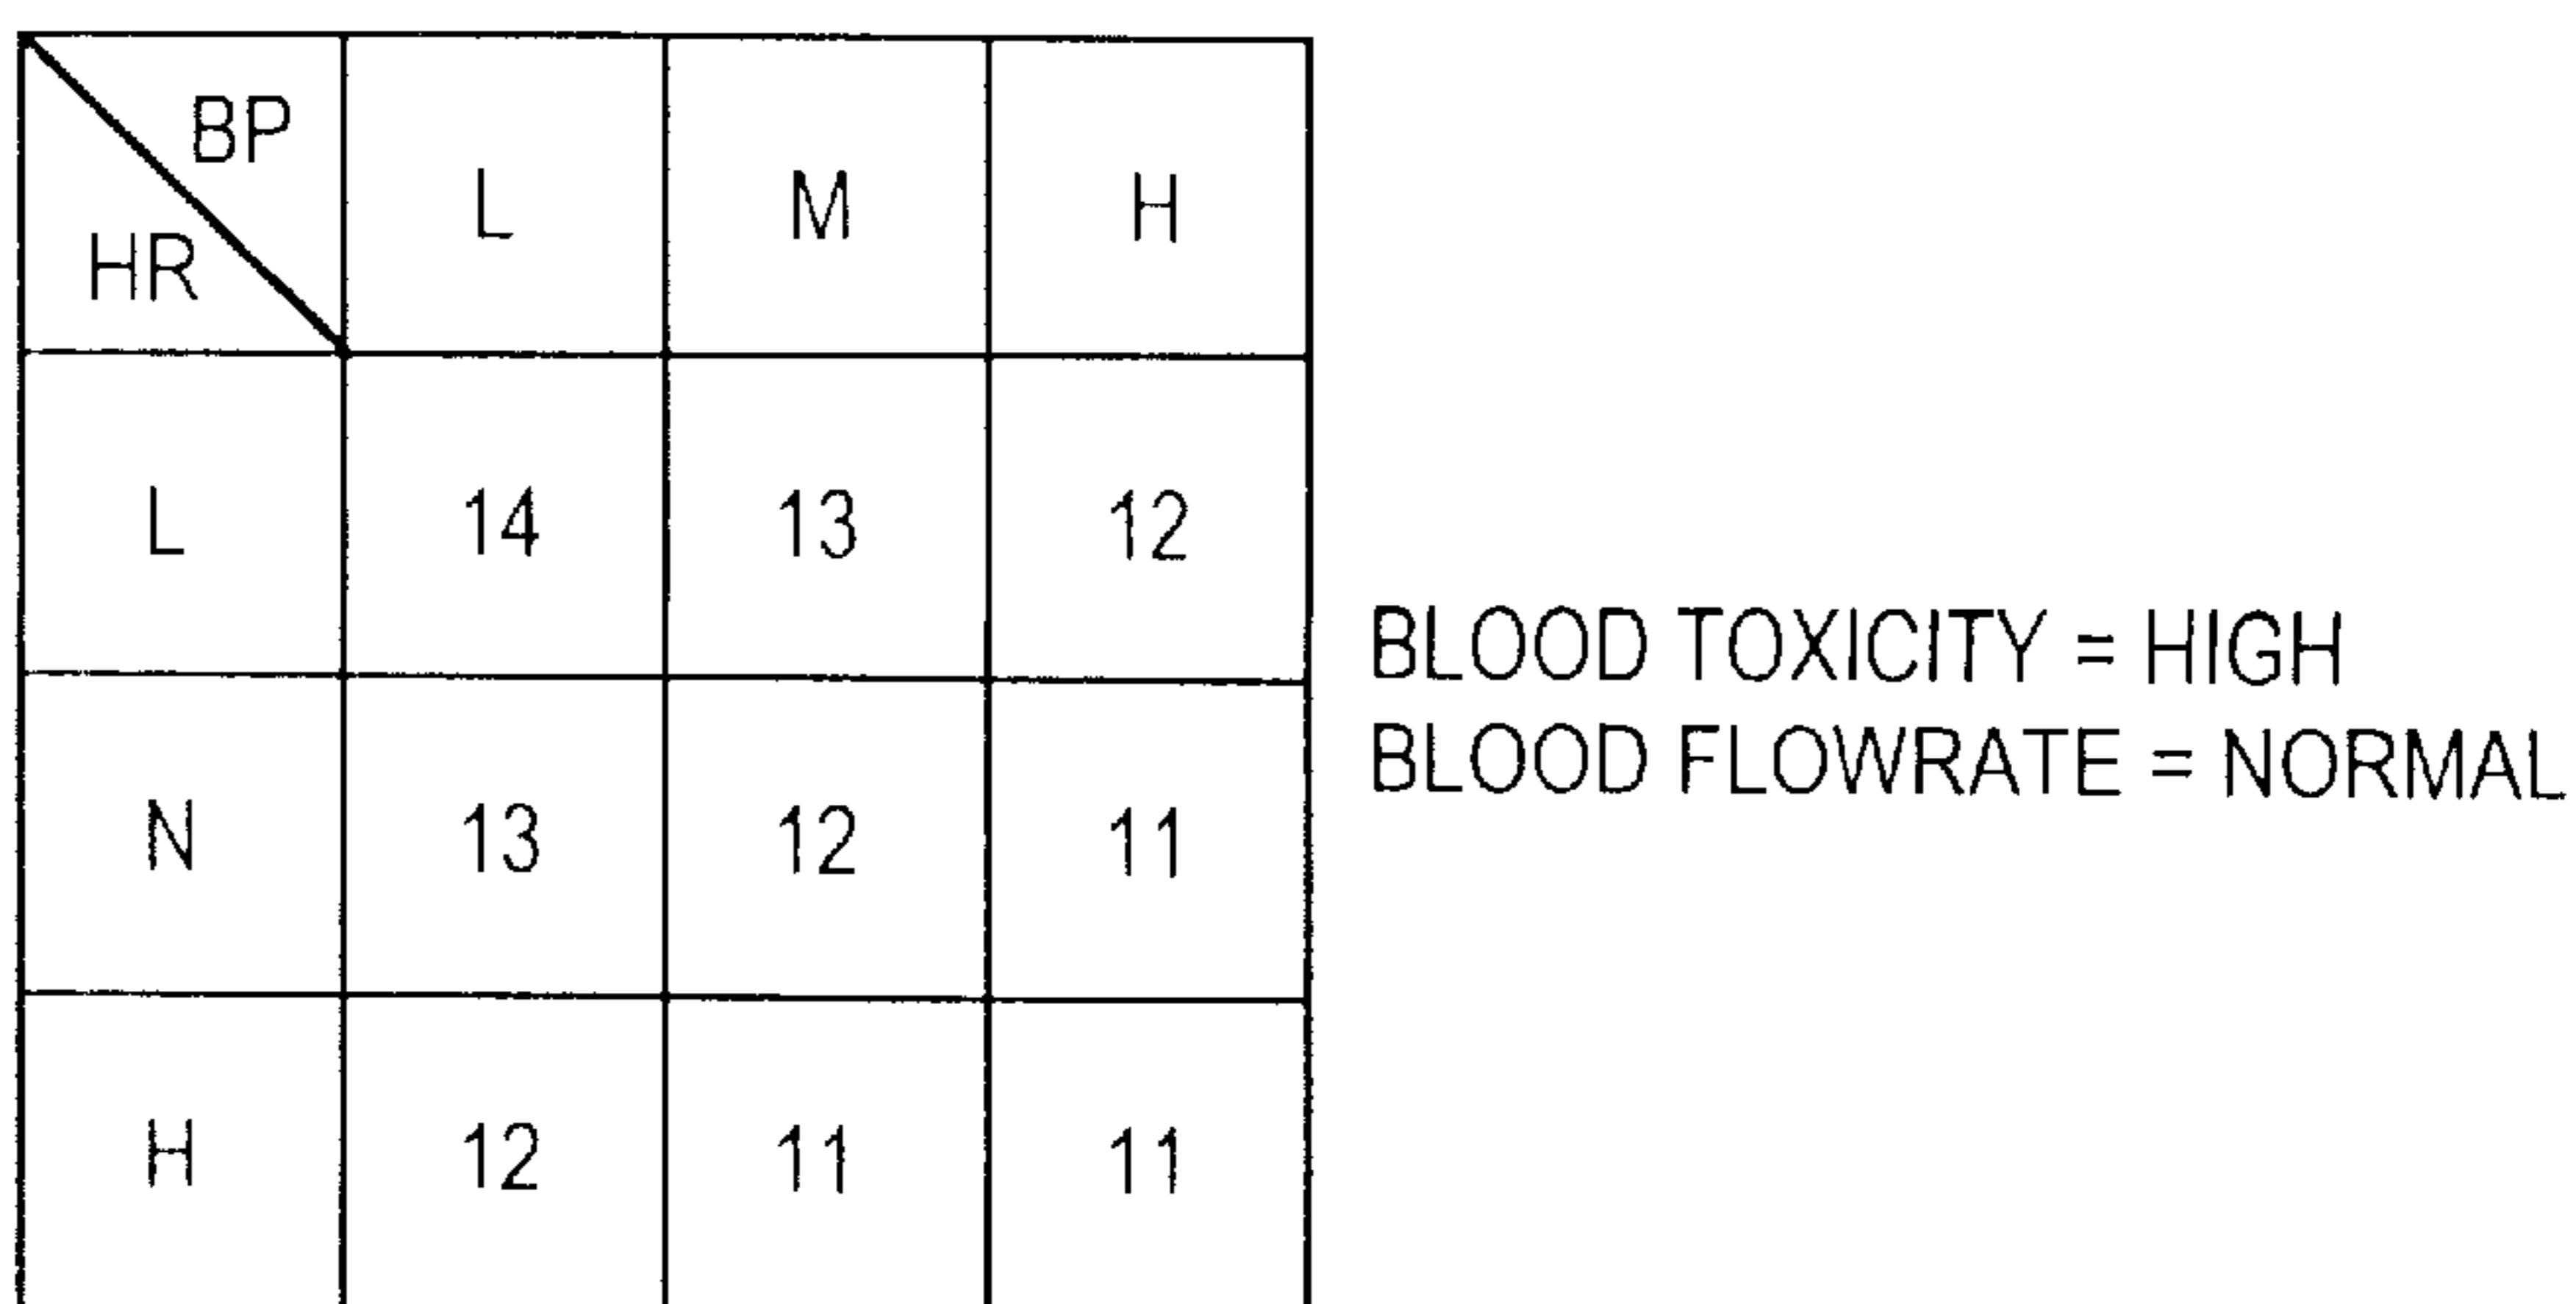 BP
HR
L M H
L 14 13 12
BLOOD TOXICITY = HIGH
BLOOD FLOWRATE = NORMAL
N 13 12 11
H 12 11 11